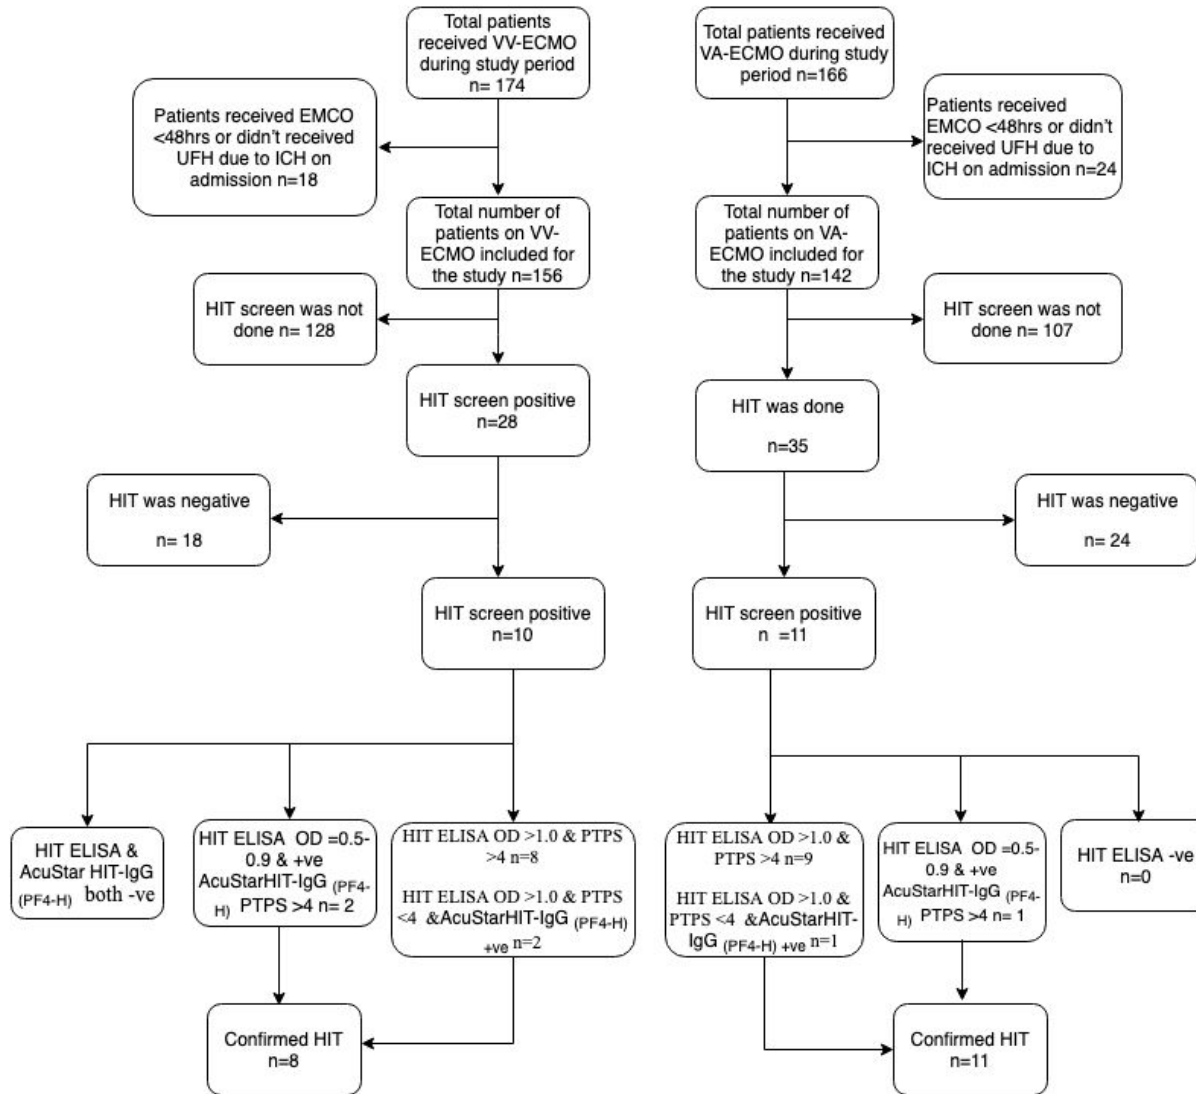 Total patients
received VV-ECMO
during study period
n= 174
Patients received EMCO
<48hrs or didn't received
UFH due to ICH on
admission n=18
Total number of
patients on VV-
ECMO included for
the study n=156
HIT screen was not
done n= 128
HIT screen positive
n=28
HIT was negative
n= 18
HIT screen positive
n=10
HIT ELISA &
AcuStar HIT-IgG
(PF4-H) both -ve
HIT ELISA OD =0.5-
0.9 & +ve
AcuStarHIT-IgG (PF4-
H) PTPS >4 n= 2
HIT ELISA OD >1.0 & PTPS
>4 n=8
HIT ELISA OD >1.0 & PTPS
<4 &AcuStarHIT-IgG (PF4-H)
+ve n=2
Confirmed HIT
n=8
Total patients received
VA-ECMO during study
period n=166
Patients received
EMCO <48hrs or didn't
received UFH due to
ICH on admission n=24
Total number of
patients on VA-
ECMO included for
the study n=142
HIT screen was not
done n= 107
HIT was done
n=35
HIT was negative
n= 24
HIT screen positive
n =11
HIT ELISA OD >1.0 &
PTPS >4 n=9
HIT ELISA OD >1.0 &
PTPS <4 &AcuStarHIT-
IgG (PF4-H) +ve n=1
HIT ELISA OD =0.5-
0.9 & +ve
AcuStarHIT-IgG (PF4-
H) PTPS >4 n= 1
HIT ELISA -ve
n=0
Confirmed HIT
n=11